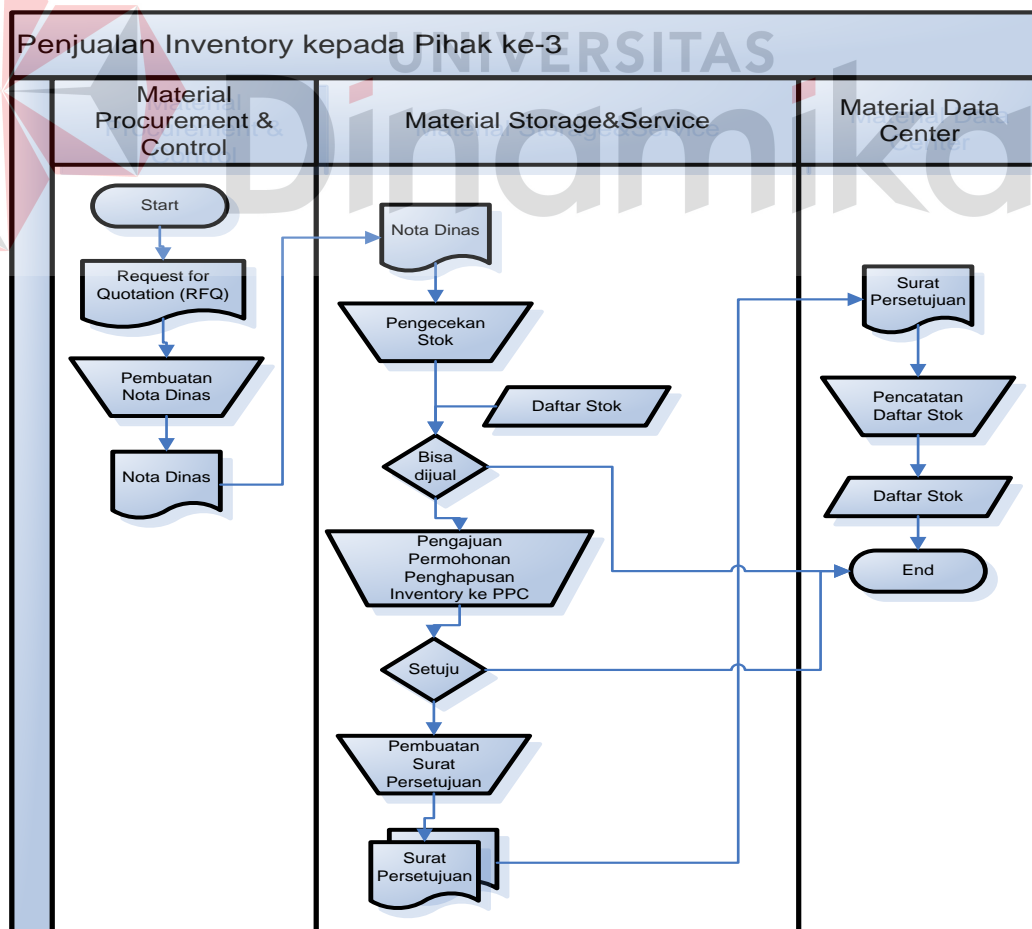 Penjualan Inventory kepada Pihak ke-3
UNIVERSITAS
Dinamika
Material
Procurement &
Control
Material Storage&Service
Material Data
Center
Start
Request for
Quotation (RFQ)
Pembuatan
Nota Dinas
Nota Dinas
Nota Dinas
Pengecekan
Stok
Daftar Stok
Bisa
dijual
Pengajuan
Permohonan
Penghapusan
Inventory ke PPC
Setuju
Pembuatan
Surat
Persetujuan
Surat
Persetujuan
Surat
Persetujuan
Pencatatan
Daftar Stok
Daftar Stok
End